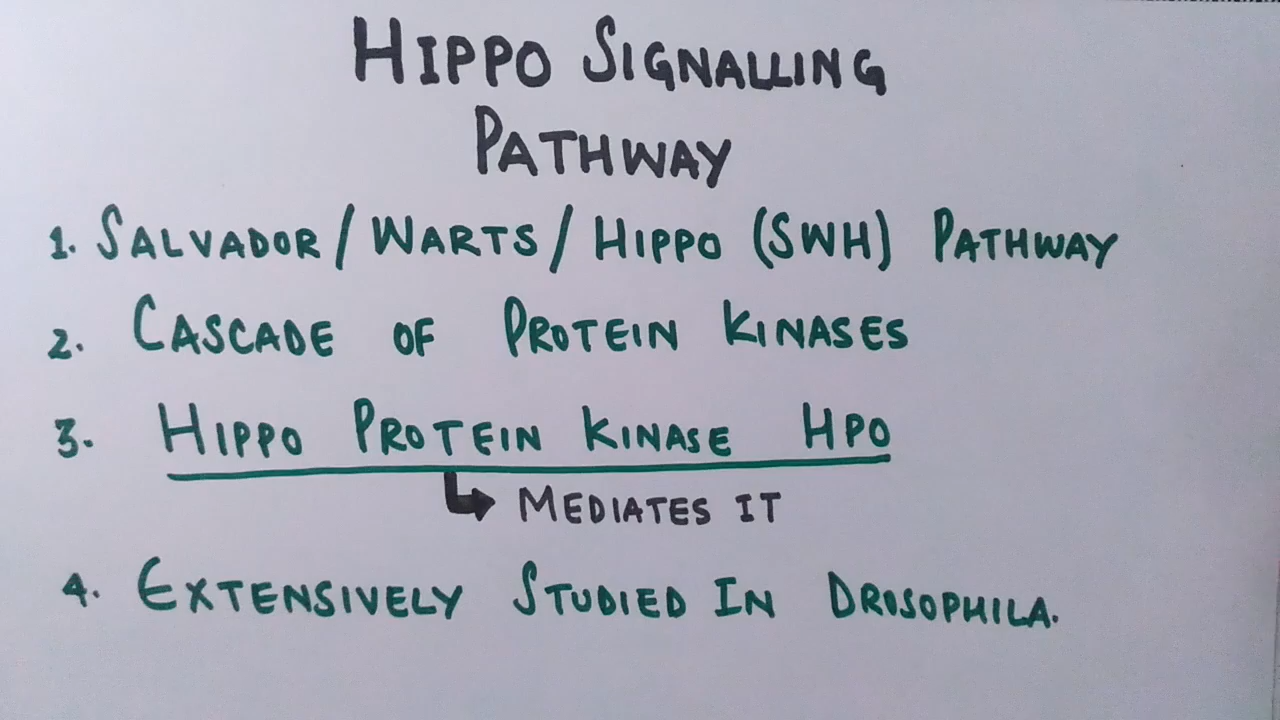 HIPPO SIGNALLING
PATHWAY
1. SALVADOR / WARTS / HIPPO (SWH) PATHWAY
2. CASCADE OF PROTEIN KINASES
3. HIPPO PROTEIN KINASE HPO
↳ MEDIATES IT
4. EXTENSIVELY STUDIED IN DROSOPHILA.